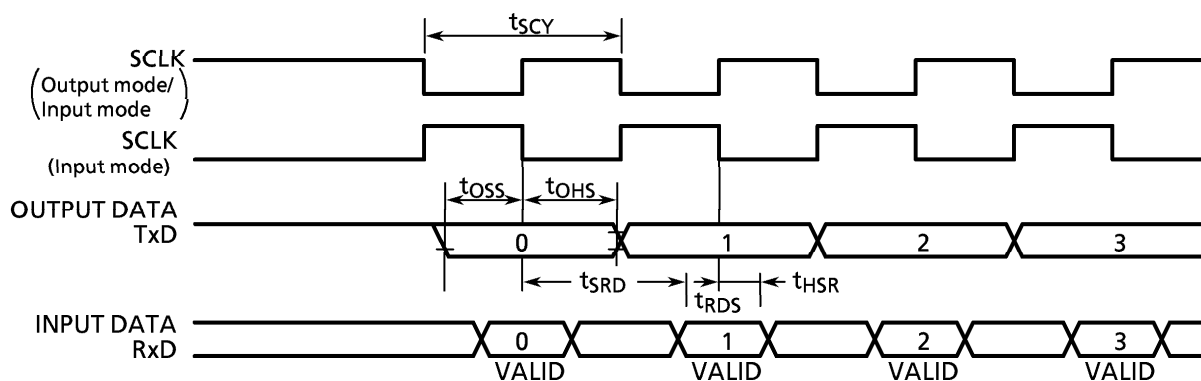 tSCY
SCLK
(Output mode/
Input mode)
SCLK
(Input mode)
tOSS
tOHS
OUTPUT DATA
TxD
0
1
2
3
tSRD
tRDS
tHSR
INPUT DATA
RxD
0
1
2
3
VALID
VALID
VALID
VALID